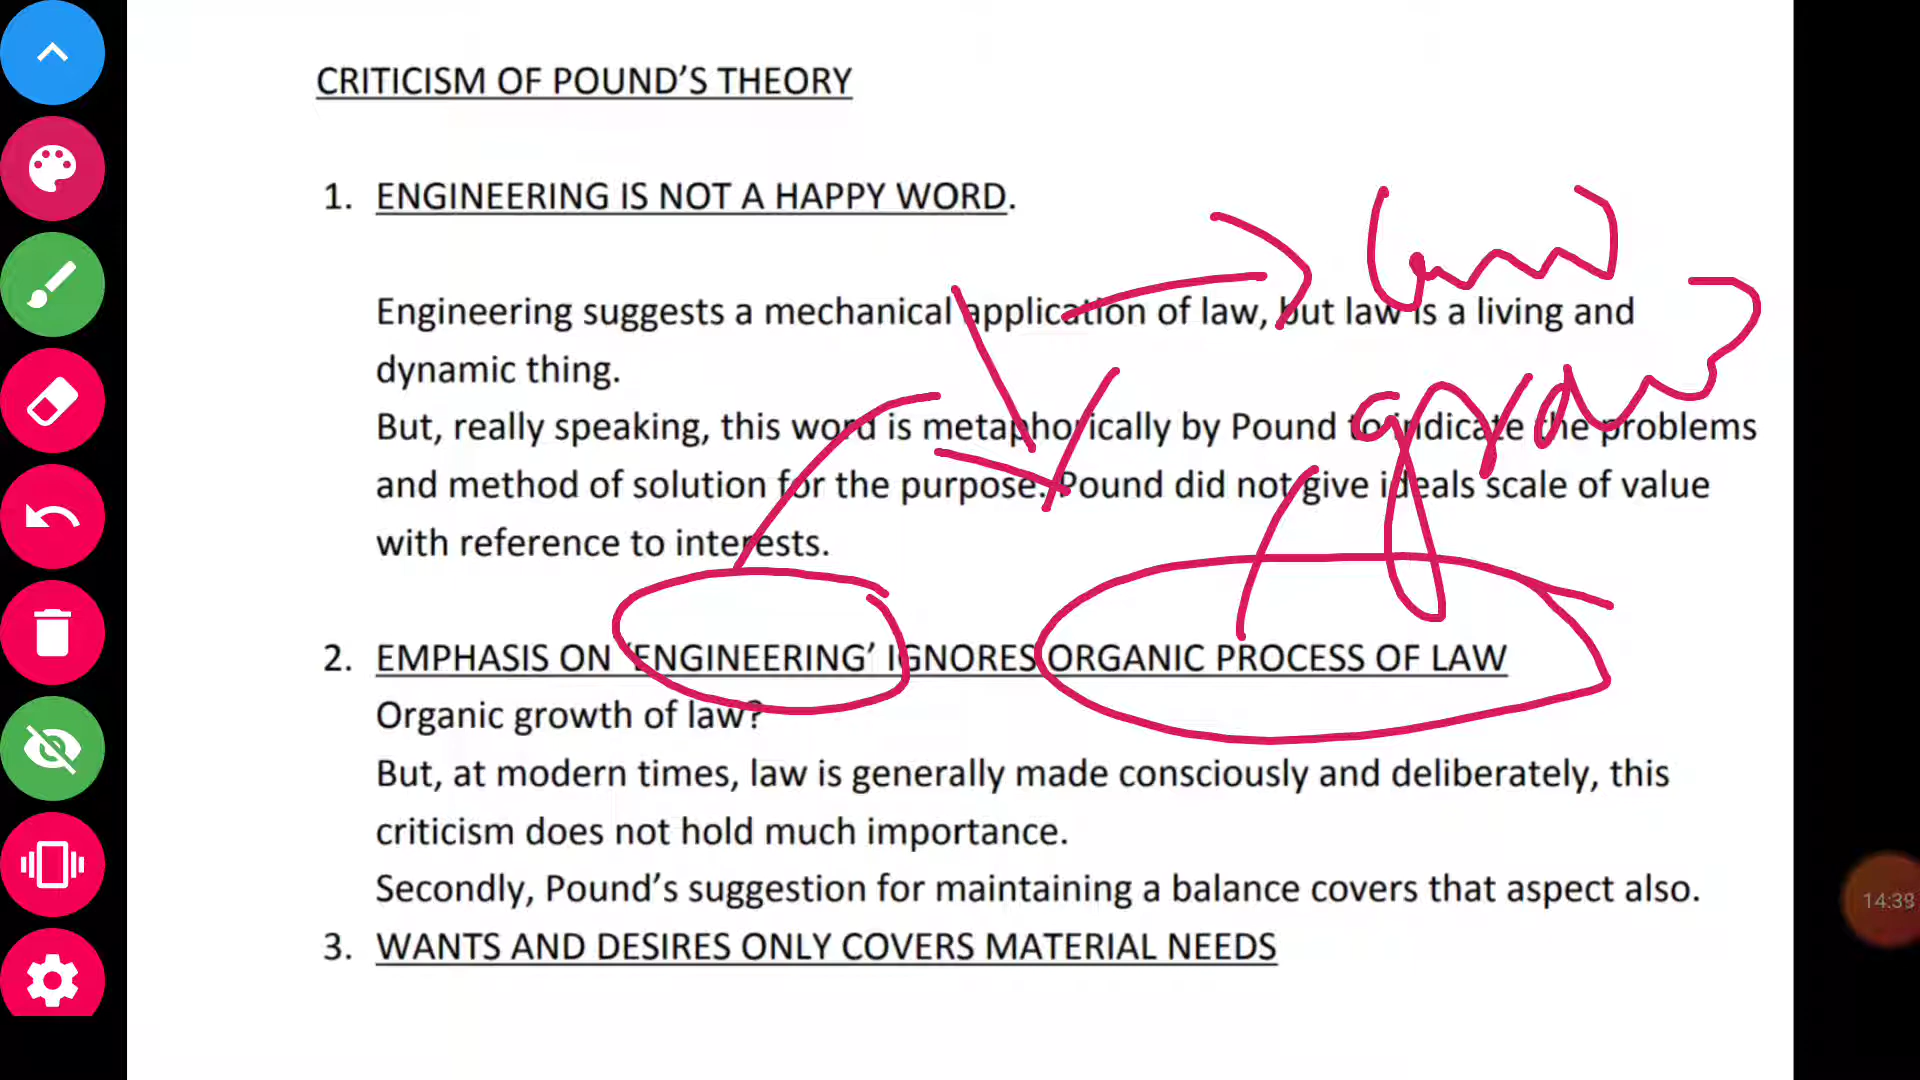 CRITICISM OF POUND’S THEORY
1. ENGINEERING IS NOT A HAPPY WORD.
Engineering suggests a mechanical application of law, but law is a living and
dynamic thing.
But, really speaking, this word is metaphorically by Pound to indicate the problems
and method of solution for the purpose. Pound did not give ideals scale of value
with reference to interests.
2. EMPHASIS ON ‘ENGINEERING’ IGNORES ORGANIC PROCESS OF LAW
Organic growth of law?
But, at modern times, law is generally made consciously and deliberately, this
criticism does not hold much importance.
Secondly, Pound’s suggestion for maintaining a balance covers that aspect also.
3. WANTS AND DESIRES ONLY COVERS MATERIAL NEEDS
law
grow